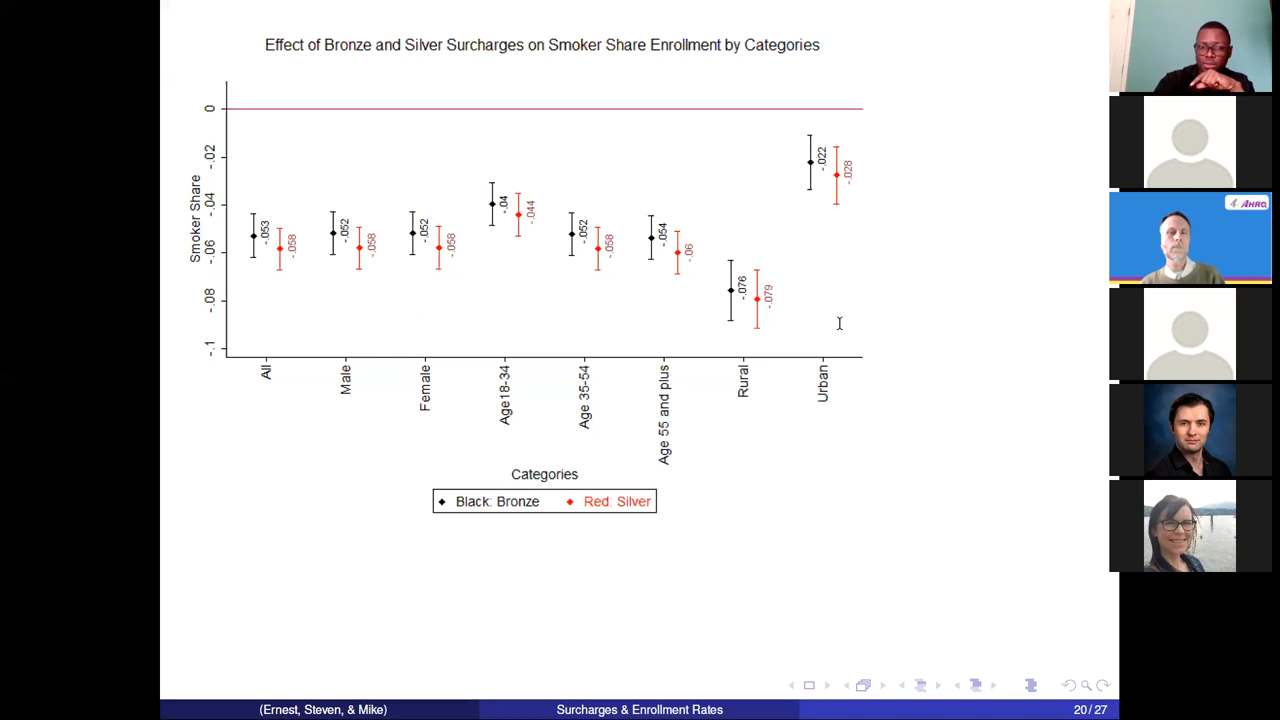 Effect of Bronze and Silver Surcharges on Smoker Share Enrollment by Categories
Smoker Share
0
-.02
-.04
-.06
-.08
-.1
-.053
-.058
-.052
-.058
-.052
-.058
-.04
-.044
-.052
-.058
-.054
-.06
-.076
-.079
-.022
-.028
All
Male
Female
Age18-34
Age 35-54
Age 55 and plus
Rural
Urban
Categories
Black: Bronze
Red: Silver
(Ernest, Steven, & Mike)
Surcharges & Enrollment Rates
20 / 27
AHRQ